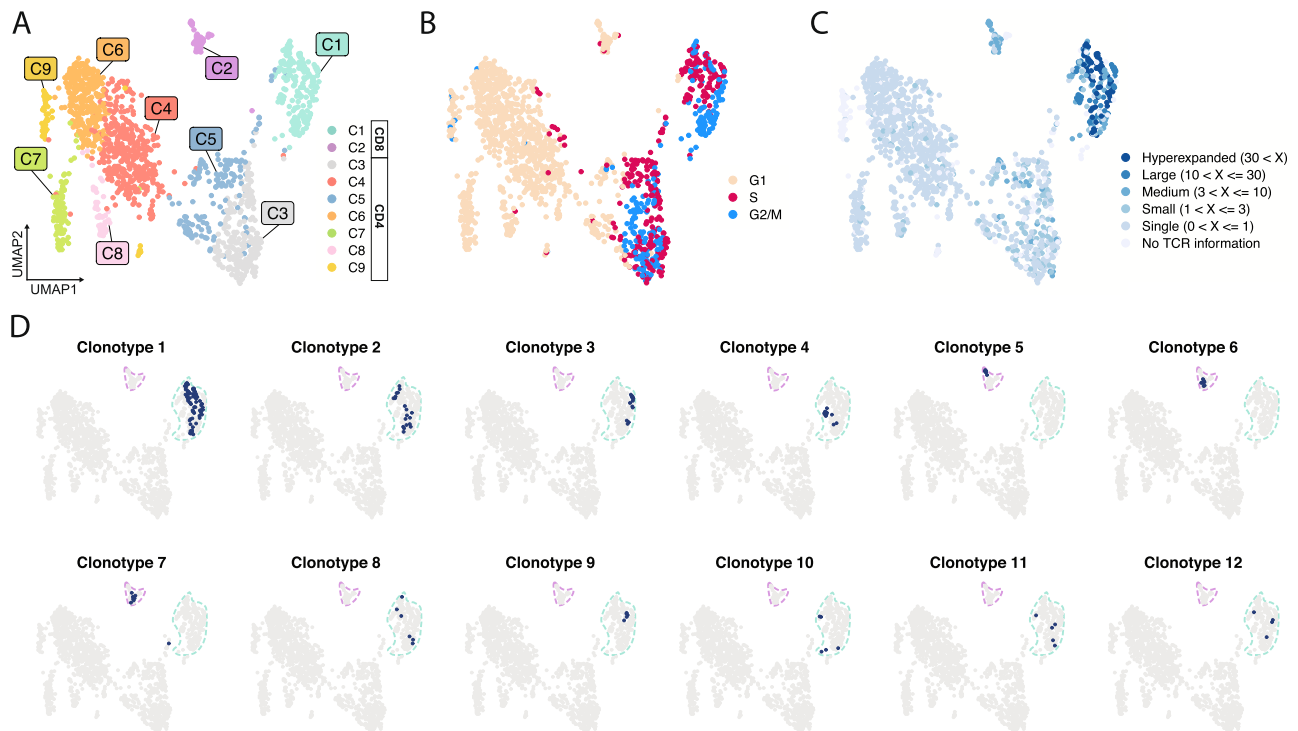 A
B
C
C6
C9
C2
C1
C4
C5
C7
C3
C8
UMAP2
UMAP1
C1
C2
C3
C4
C5
C6
C7
C8
C9
CD8
CD4
G1
S
G2/M
Hyperexpanded (30 < X)
Large (10 < X <= 30)
Medium (3 < X <= 10)
Small (1 < X <= 3)
Single (0 < X <= 1)
No TCR information
D
Clonotype 1
Clonotype 2
Clonotype 3
Clonotype 4
Clonotype 5
Clonotype 6
Clonotype 7
Clonotype 8
Clonotype 9
Clonotype 10
Clonotype 11
Clonotype 12